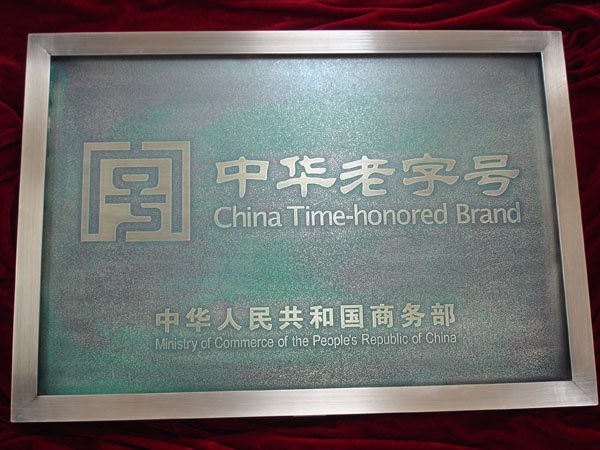 中华老字号
China Time-honored Brand
中华人民共和国商务部
Ministry of Commerce of the People's Republic of China